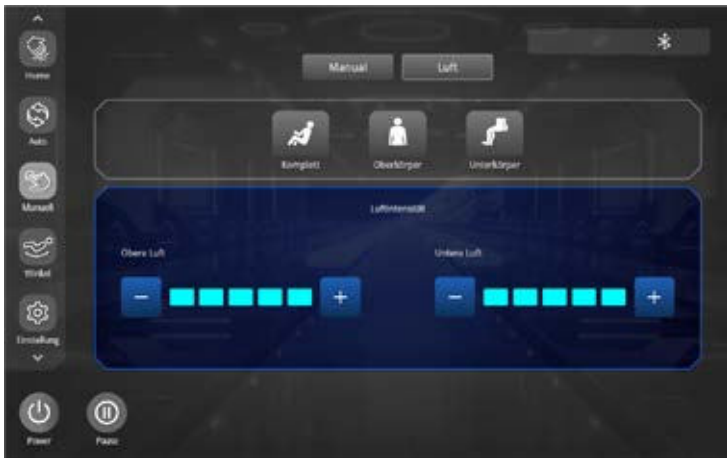 Home
Auto
Manuell
Winkel
Einstellung
Power
Pause
Manual
Luft
Komplett
Oberkörper
Unterkörper
Luftintensität
Obere Luft
Untere Luft